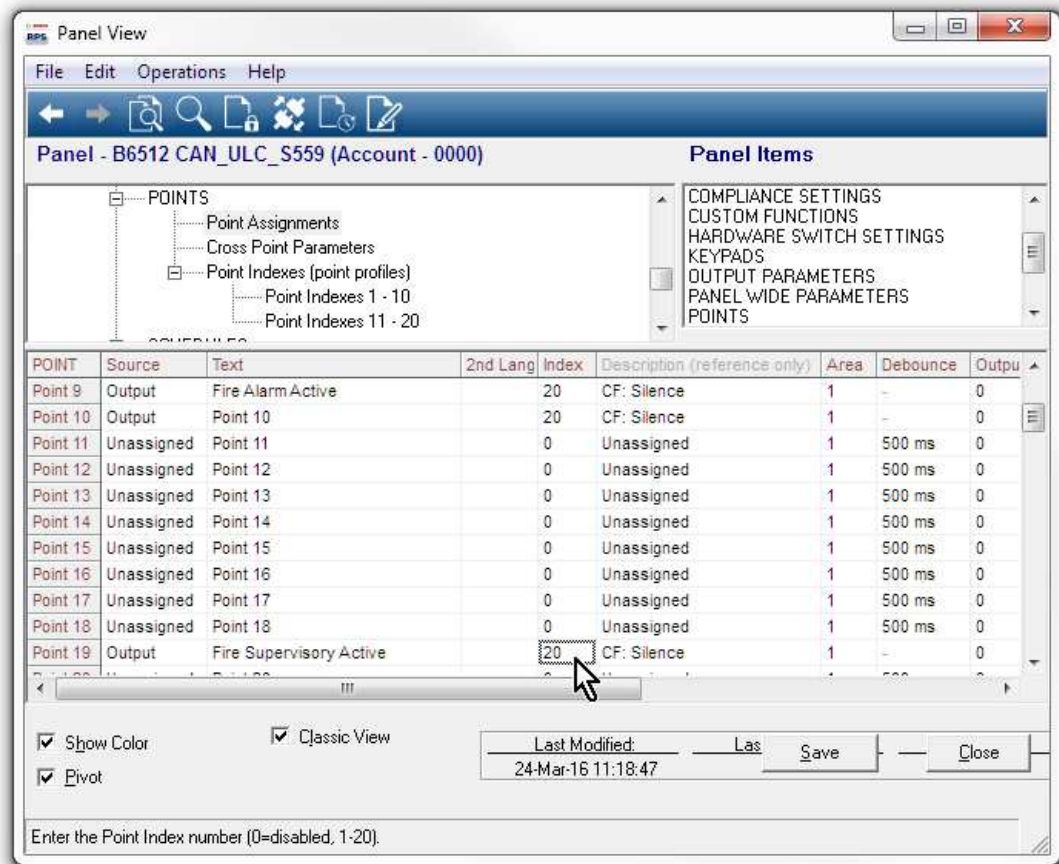 RPS Panel View
File Edit Operations Help
Panel - B6512 CAN_ULC_S559 (Account - 0000) Panel Items
POINTS
Point Assignments
Cross Point Parameters
Point Indexes (point profiles)
Point Indexes 1 - 10
Point Indexes 11 - 20
COMPLIANCE SETTINGS
CUSTOM FUNCTIONS
HARDWARE SWITCH SETTINGS
KEYPADS
OUTPUT PARAMETERS
PANEL WIDE PARAMETERS
POINTS
POINT Source Text 2nd Lang Index Description (reference only) Area Debounce Outpu
Point 9 Output Fire Alarm Active 20 CF: Silence 1 - 0
Point 10 Output Point 10 20 CF: Silence 1 - 0
Point 11 Unassigned Point 11 0 Unassigned 1 500 ms 0
Point 12 Unassigned Point 12 0 Unassigned 1 500 ms 0
Point 13 Unassigned Point 13 0 Unassigned 1 500 ms 0
Point 14 Unassigned Point 14 0 Unassigned 1 500 ms 0
Point 15 Unassigned Point 15 0 Unassigned 1 500 ms 0
Point 16 Unassigned Point 16 0 Unassigned 1 500 ms 0
Point 17 Unassigned Point 17 0 Unassigned 1 500 ms 0
Point 18 Unassigned Point 18 0 Unassigned 1 500 ms 0
Point 19 Output Fire Supervisory Active 20 CF: Silence 1 - 0
Show Color Classic View Last Modified: Las Save Close
Pivot 24-Mar-16 11:18:47
Enter the Point Index number (0=disabled, 1-20).